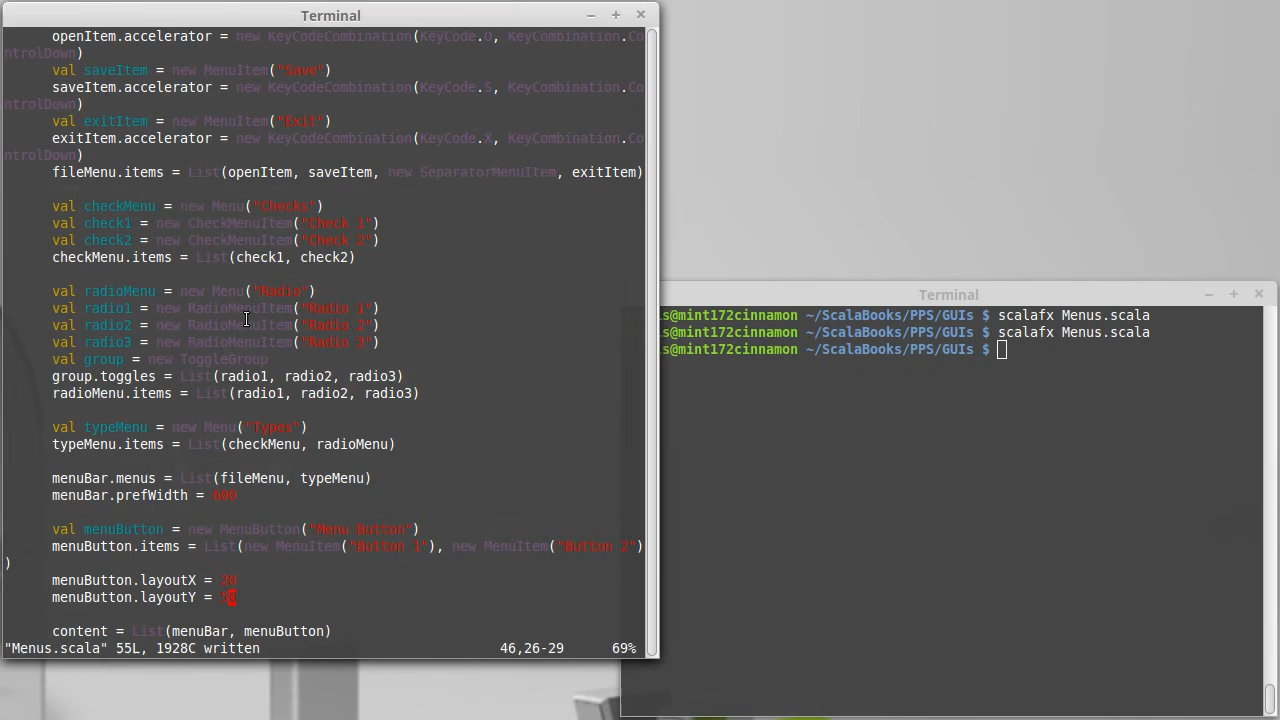 Terminal
openItem.accelerator = new KeyCodeCombination(KeyCode.O, KeyCombination.Co
ntrolDown)
val saveItem = new MenuItem("Save")
saveItem.accelerator = new KeyCodeCombination(KeyCode.S, KeyCombination.Co
ntrolDown)
val exitItem = new MenuItem("Exit")
exitItem.accelerator = new KeyCodeCombination(KeyCode.X, KeyCombination.Co
ntrolDown)
fileMenu.items = List(openItem, saveItem, new SeparatorMenuItem, exitItem)
val checkMenu = new Menu("Checks")
val check1 = new CheckMenuItem("Check 1")
val check2 = new CheckMenuItem("Check 2")
checkMenu.items = List(check1, check2)
val radioMenu = new Menu("Radio")
val radio1 = new RadioMenuItem("Radio 1")
val radio2 = new RadioMenuItem("Radio 2")
val radio3 = new RadioMenuItem("Radio 3")
val group = new ToggleGroup
group.toggles = List(radio1, radio2, radio3)
radioMenu.items = List(radio1, radio2, radio3)
val typeMenu = new Menu("Typos")
typeMenu.items = List(checkMenu, radioMenu)
menuBar.menus = List(fileMenu, typeMenu)
menuBar.prefWidth = 600
val menuButton = new MenuButton("Menu Button")
menuButton.items = List(new MenuItem("Button 1"), new MenuItem("Button 2")
)
menuButton.layoutX = 20
menuButton.layoutY =
content = List(menuBar, menuButton)
"Menus.scala" 55L, 1928C written 46,26-29 69%
Terminal
is@mint172cinnamon ~/ScalaBooks/PPS/GUIs $ scalafx Menus.scala
is@mint172cinnamon ~/ScalaBooks/PPS/GUIs $ scalafx Menus.scala
is@mint172cinnamon ~/ScalaBooks/PPS/GUIs $